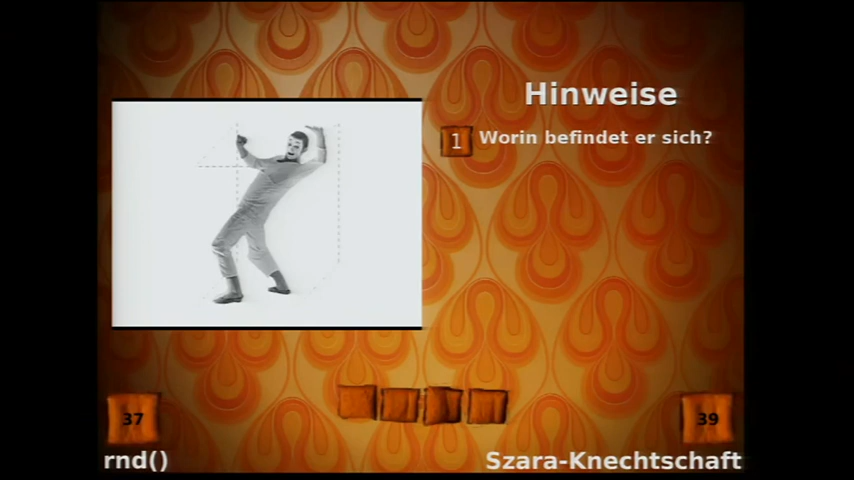 Hinweise
1 Worin befindet er sich?
37
39
rnd()
Szara-Knechtschaft